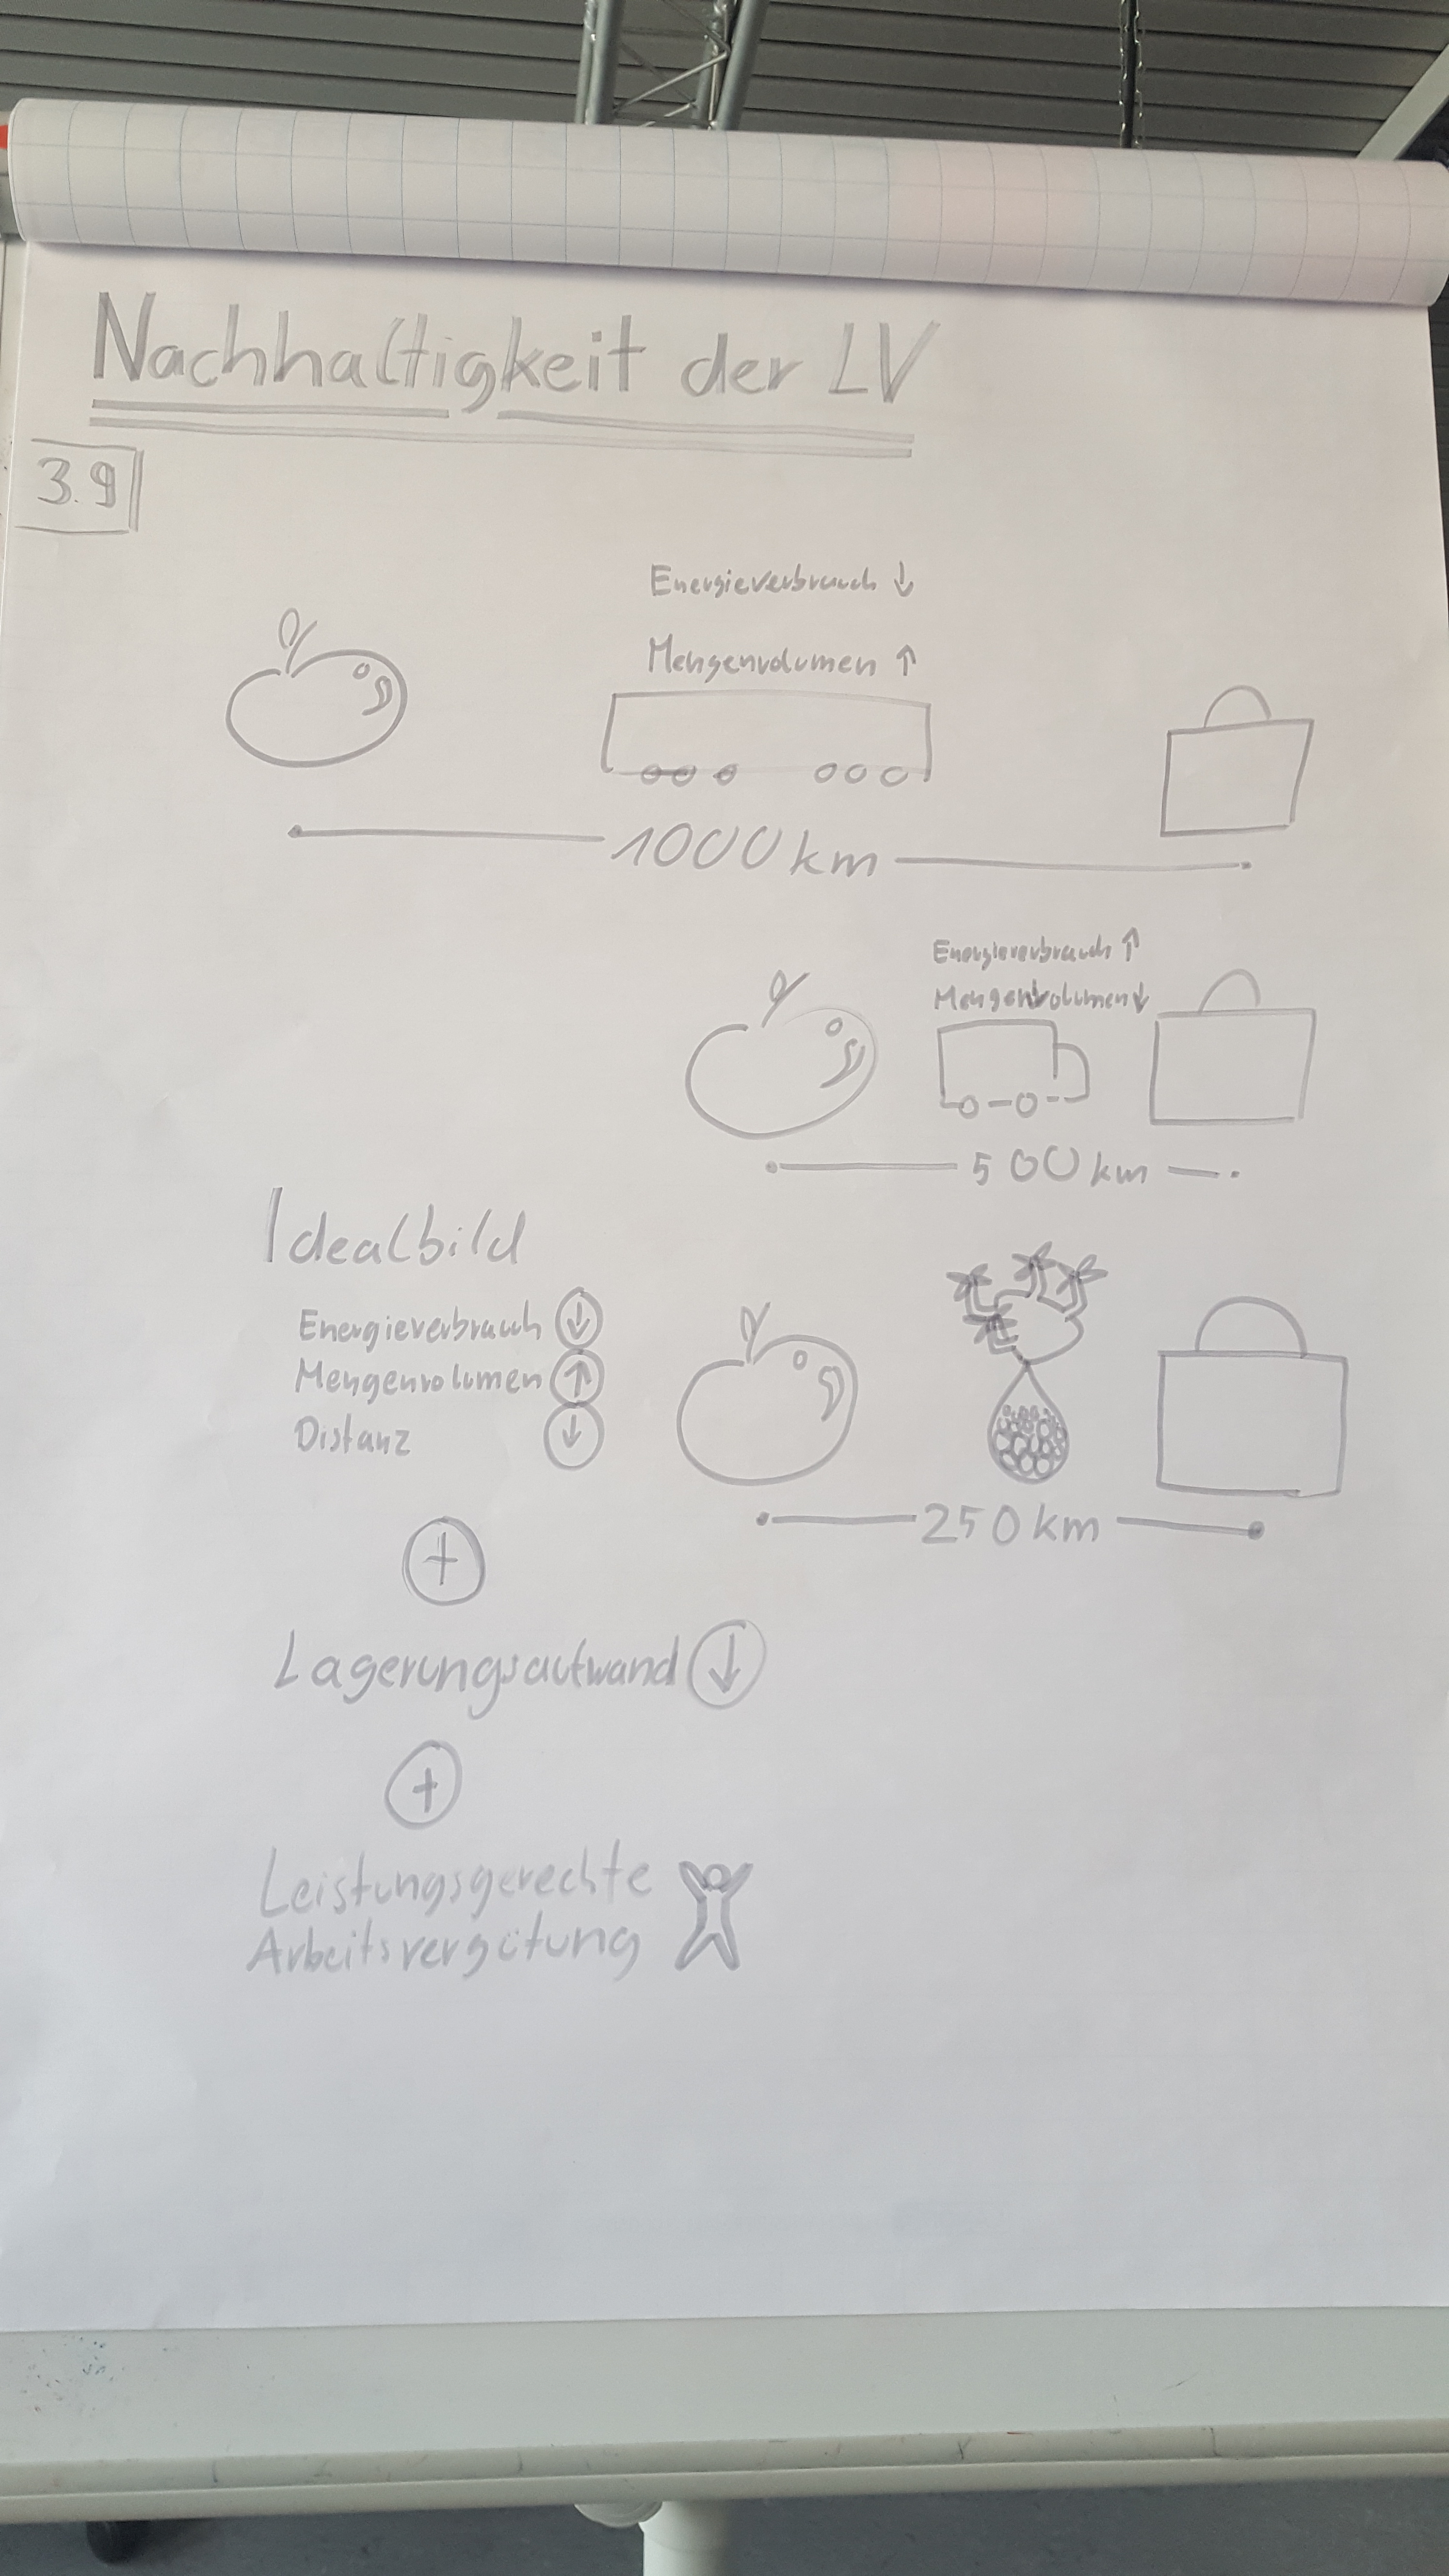 Nachhaltigkeit der LV
3.9
Energieverbrauch ↓
Mengenvolumen ↑
1000 km
Energieverbrauch ↑
Mengenvolumen ↓
500 km
Idealbild
Energieverbrauch ↓
Mengenvolumen ↑
Distanz ↓
250 km
+
Lagerungsaufwand ↓
+
Leistungsgerechte
Arbeitsvergütung